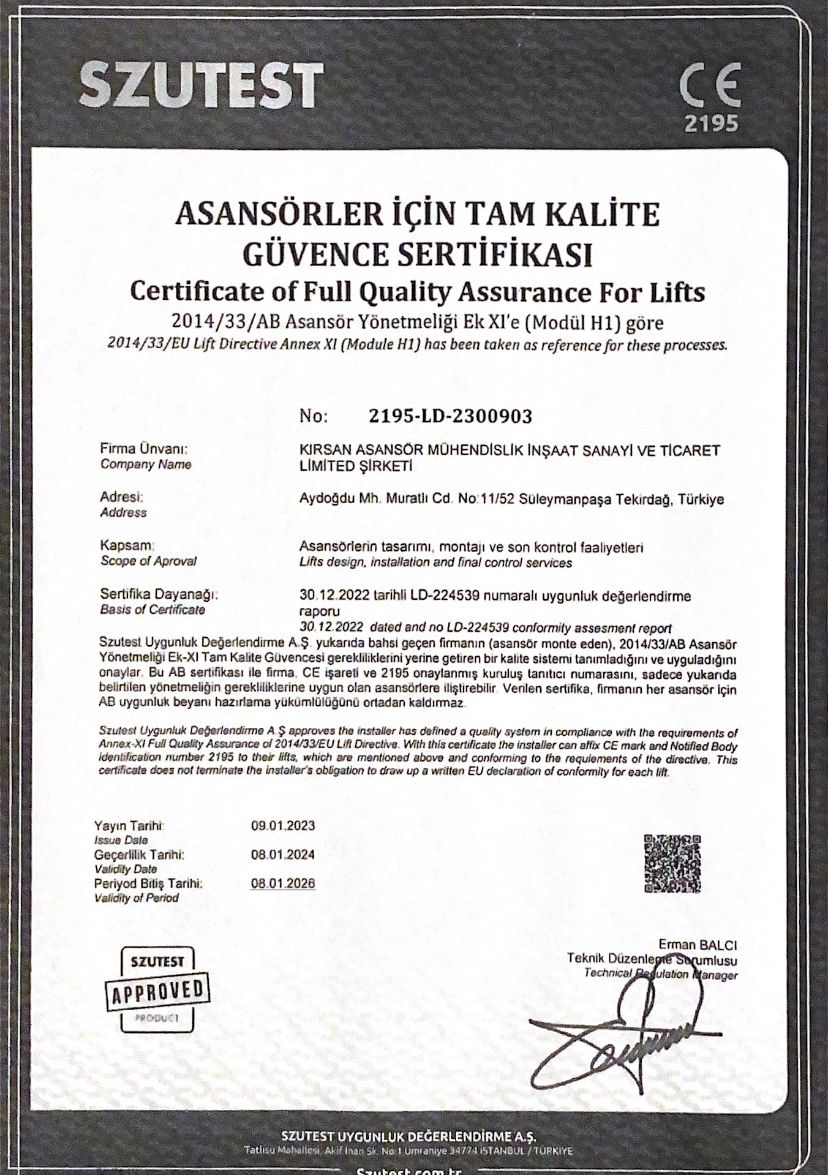 SZUTEST
CE
2195
ASANSÖRLER İÇİN TAM KALİTE
GÜVENCE SERTİFİKASI
Certificate of Full Quality Assurance For Lifts
2014/33/AB Asansör Yönetmeliği Ek XI'e (Modül H1) göre
2014/33/EU Lift Directive Annex XI (Module H1) has been taken as reference for these processes.
No: 2195-LD-2300903
Firma Ünvanı: KIRSAN ASANSÖR MÜHENDİSLİK İNŞAAT SANAYİ VE TİCARET
Company Name LİMİTED ŞİRKETİ
Adresi: Aydoğdu Mh. Muratlı Cd. No:11/52 Süleymanpaşa Tekirdağ, Türkiye
Address
Kapsam: Asansörlerin tasarımı, montajı ve son kontrol faaliyetleri
Scope of Aproval Lifts design, installation and final control services
Sertifika Dayanağı: 30.12.2022 tarihli LD-224539 numaralı uygunluk değerlendirme
Basis of Certificate raporu
30.12.2022 dated and no LD-224539 conformity assesment report
Szutest Uygunluk Değerlendirme A.Ş. yukarıda bahsi geçen firmanın (asansör monte eden), 2014/33/AB Asansör
Yönetmeliği Ek-XI Tam Kalite Güvencesi gerekliliklerini yerine getiren bir kalite sistemi tanımladığını ve uyguladığını
onaylar. Bu AB sertifikası ile firma, CE işareti ve 2195 onaylanmış kuruluş tanıtıcı numarasını, sadece yukarıda
belirtilen yönetmeliğin gerekliliklerine uygun olan asansörlere iliştirebilir. Verilen sertifika, firmanın her asansör için
AB uygunluk beyanı hazırlama yükümlülüğünü ortadan kaldırmaz.
Szutest Uygunluk Değerlendirme A.Ş approves the installer has defined a quality system in compliance with the requirements of
Annex-XI Full Quality Assurance of 2014/33/EU Lift Directive. With this certificate the installer can affix CE mark and Notified Body
identification number 2195 to their lifts, which are mentioned above and conforming to the requiements of the directive. This
certificate does not terminate the installer's obligation to draw up a written EU declaration of conformity for each lift.
Yayın Tarihi: 09.01.2023
Issue Date
Geçerlilik Tarihi: 08.01.2024
Validity Date
Periyod Bitiş Tarihi: 08.01.2026
Validity of Period
Erman BALCI
Teknik Düzenleme Sorumlusu
Technical Regulation Manager
SZUTEST
APPROVED
PRODUCT
SZUTEST UYGUNLUK DEĞERLENDİRME A.Ş.
Tatlısu Mahallesi, Akif İnan Sk. No:1 Ümraniye 34774 İSTANBUL / TÜRKİYE
Szutest.com.tr